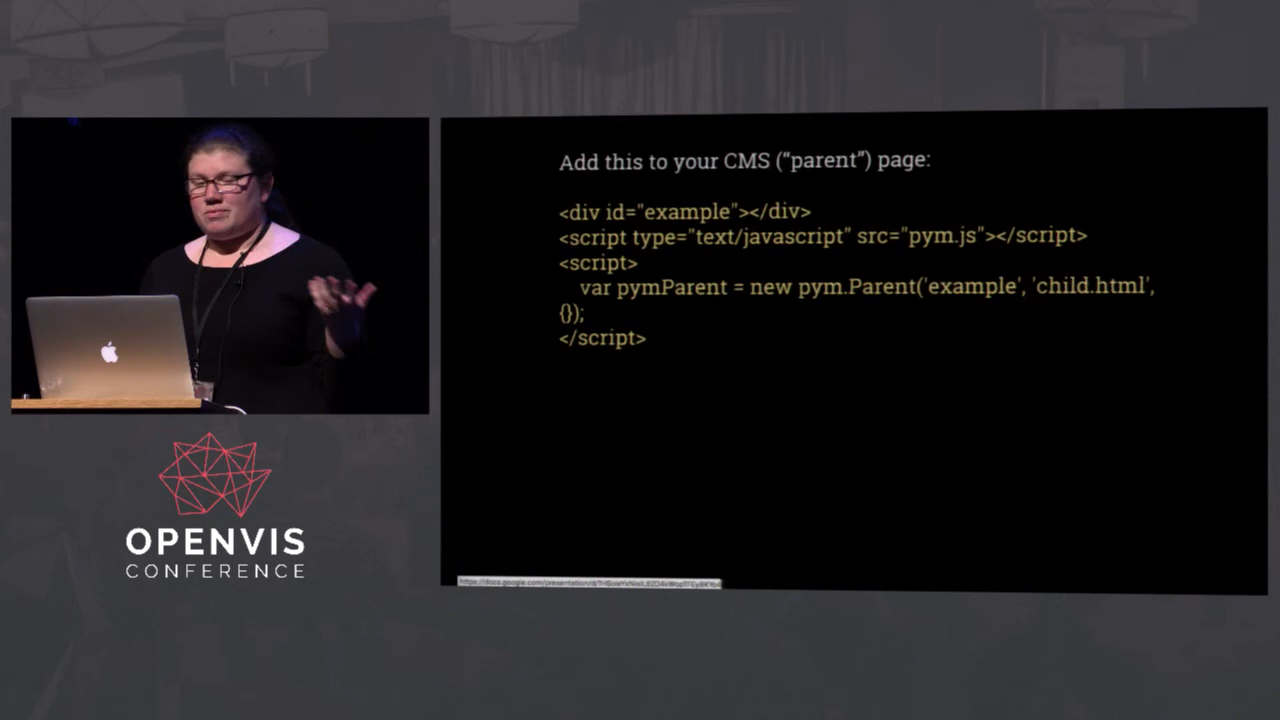 Add this to your CMS (“parent”) page:
<div id="example"></div>
<script type="text/javascript" src="pym.js"></script>
<script>
var pymParent = new pym.Parent('example', 'child.html',
{});
</script>
OPENVIS
CONFERENCE